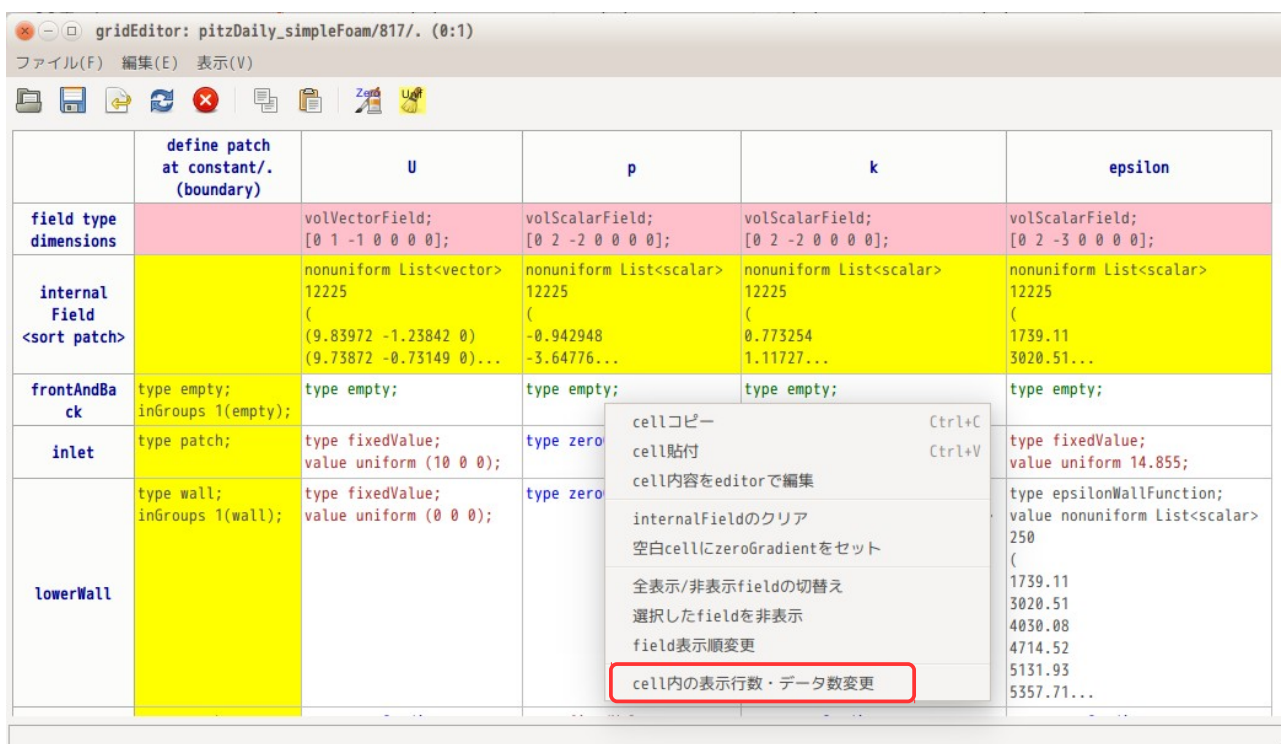 gridEditor: pitzDaily_simpleFoam/817/. (0:1)
ファイル(F) 編集(E) 表示(V)
Zero
Unit
define patch
at constant/.
(boundary)
U
p
k
epsilon
field type
dimensions
volVectorField;
[0 1 -1 0 0 0 0];
volScalarField;
[0 2 -2 0 0 0 0];
volScalarField;
[0 2 -2 0 0 0 0];
volScalarField;
[0 2 -3 0 0 0 0];
internal
Field
<sort patch>
nonuniform List<vector>
12225
(
(9.83972 -1.23842 0)
(9.73872 -0.73149 0)...
nonuniform List<scalar>
12225
(
-0.942948
-3.64776...
nonuniform List<scalar>
12225
(
0.773254
1.11727...
nonuniform List<scalar>
12225
(
1739.11
3020.51...
frontAndBa
ck
type empty;
inGroups 1(empty);
type empty;
type empty;
type empty;
type empty;
inlet
type patch;
type fixedValue;
value uniform (10 0 0);
type zero
type fixedValue;
value uniform 14.855;
lowerWall
type wall;
inGroups 1(wall);
type fixedValue;
value uniform (0 0 0);
type zero
type epsilonWallFunction;
value nonuniform List<scalar>
250
(
1739.11
3020.51
4030.08
4714.52
5131.93
5357.71...
cellコピー Ctrl+C
cell貼付 Ctrl+V
cell内容をeditorで編集
internalFieldのクリア
空白cellにzeroGradientをセット
全表示/非表示fieldの切替え
選択したfieldを非表示
field表示順変更
cell内の表示行数・データ数変更